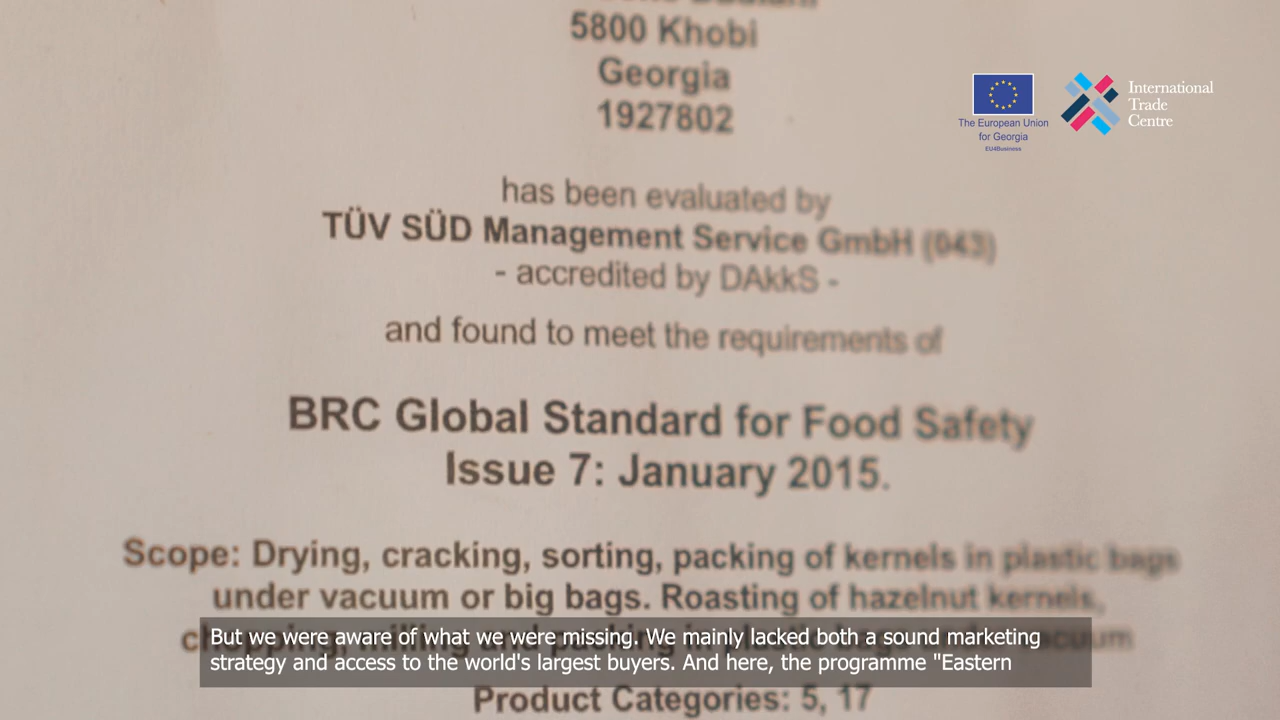 5800 Khobi
Georgia
1927802
has been evaluated by
TÜV SÜD Management Service GmbH (043)
- accredited by DAkkS -
and found to meet the requirements of
BRC Global Standard for Food Safety
Issue 7: January 2015.
Scope: Drying, cracking, sorting, packing of kernels in plastic bags
under vacuum or big bags. Roasting of hazelnut kernels,
Product Categories: 5, 17
The European Union
for Georgia
EU4Business
International
Trade
Centre
But we were aware of what we were missing. We mainly lacked both a sound marketing
strategy and access to the world's largest buyers. And here, the programme "Eastern